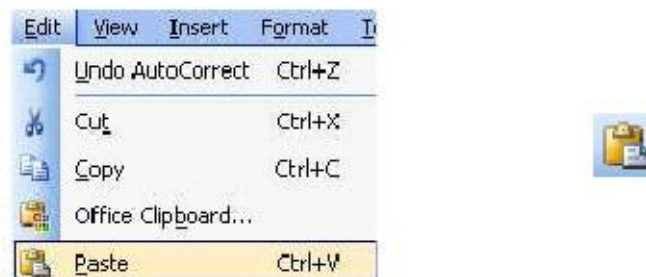 Edit View Insert Format
Undo AutoCorrect Ctrl+Z
Cut Ctrl+X
Copy Ctrl+C
Office Clipboard...
Paste Ctrl+V